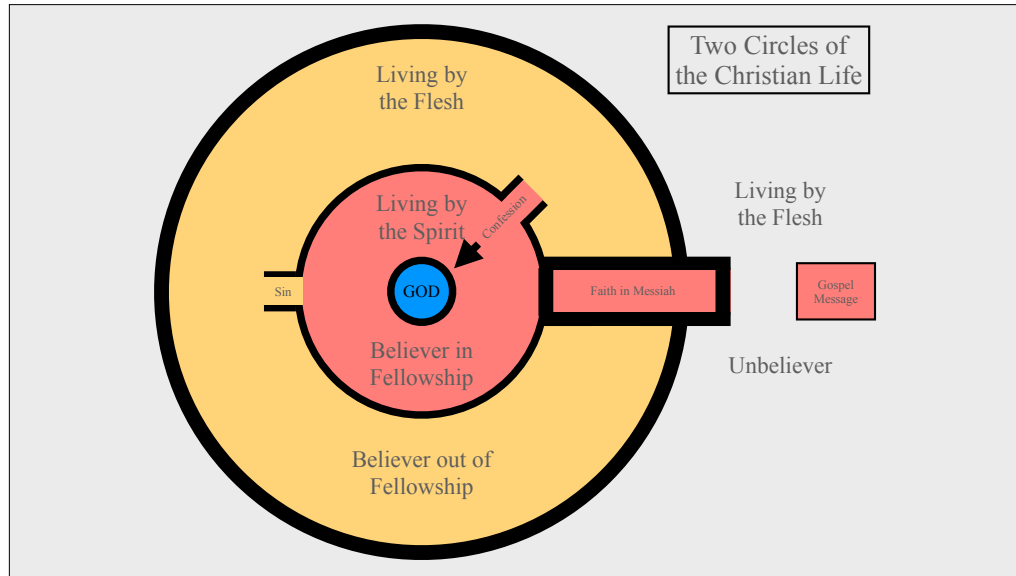 Two Circles of
the Christian Life
Living by
the Flesh
Living by
the Spirit
Confession
GOD
Sin
Believer in
Fellowship
Believer out of
Fellowship
Faith in Messiah
Living by
the Flesh
Gospel
Message
Unbeliever